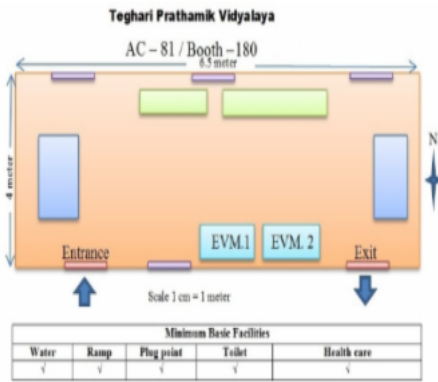 Teghari Prathamik Vidyalaya
AC – 81 / Booth –180
6.5 meter
4 meter
N
EVM.1 EVM. 2
Entrance Exit
Scale 1 cm = 1 meter
Minimum Basic Facilities
Water Ramp Plug point Toilet Health care
√ √ √ √ √